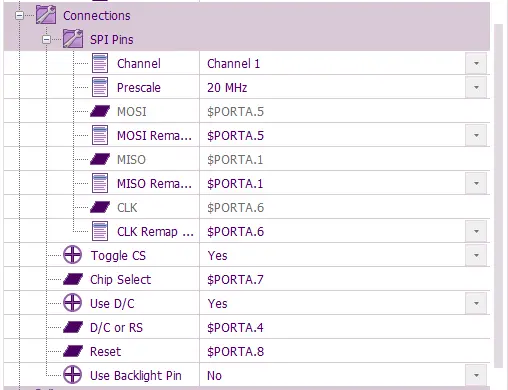 Connections
SPI Pins
Channel Channel 1
Prescale 20 MHz
MOSI $PORTA.5
MOSI Rema... $PORTA.5
MISO $PORTA.1
MISO Rema... $PORTA.1
CLK $PORTA.6
CLK Remap ... $PORTA.6
Toggle CS Yes
Chip Select $PORTA.7
Use D/C Yes
D/C or RS $PORTA.4
Reset $PORTA.8
Use Backlight Pin No